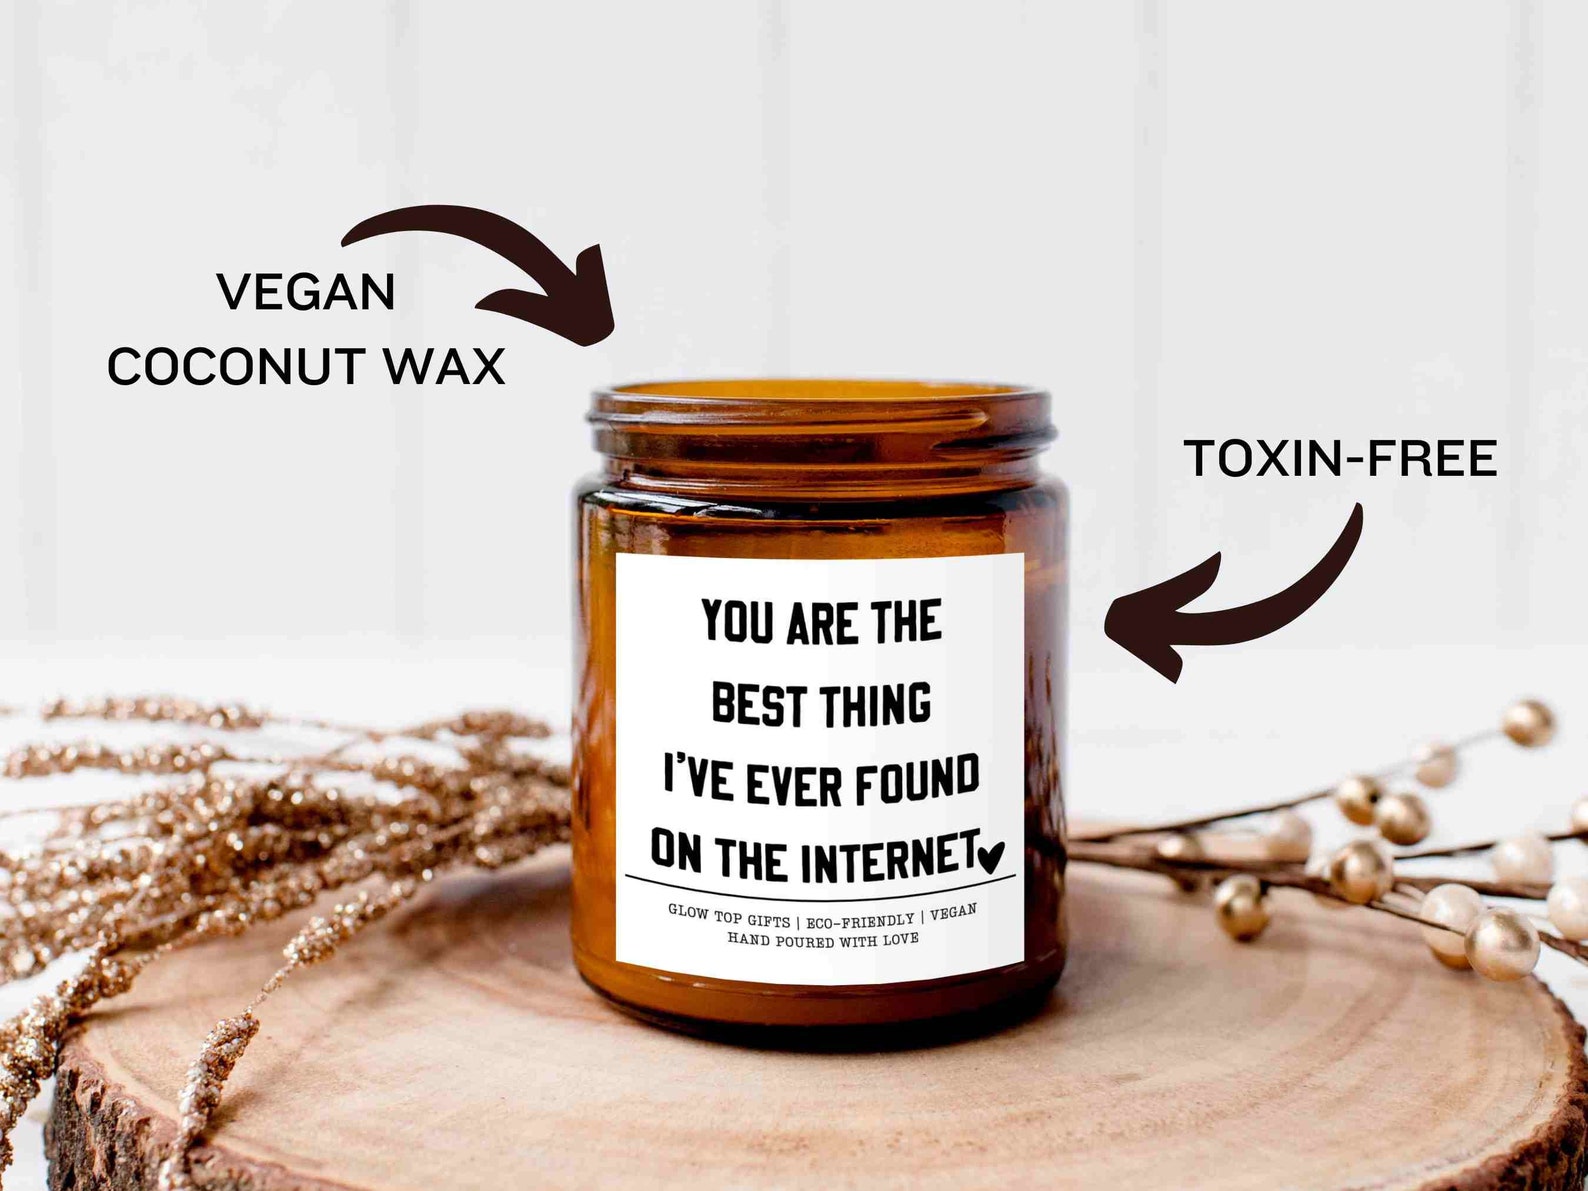 VEGAN
COCONUT WAX
TOXIN-FREE
YOU ARE THE
BEST THING
I'VE EVER FOUND
ON THE INTERNET
GLOW TOP GIFTS | ECO-FRIENDLY | VEGAN
HAND POURED WITH LOVE